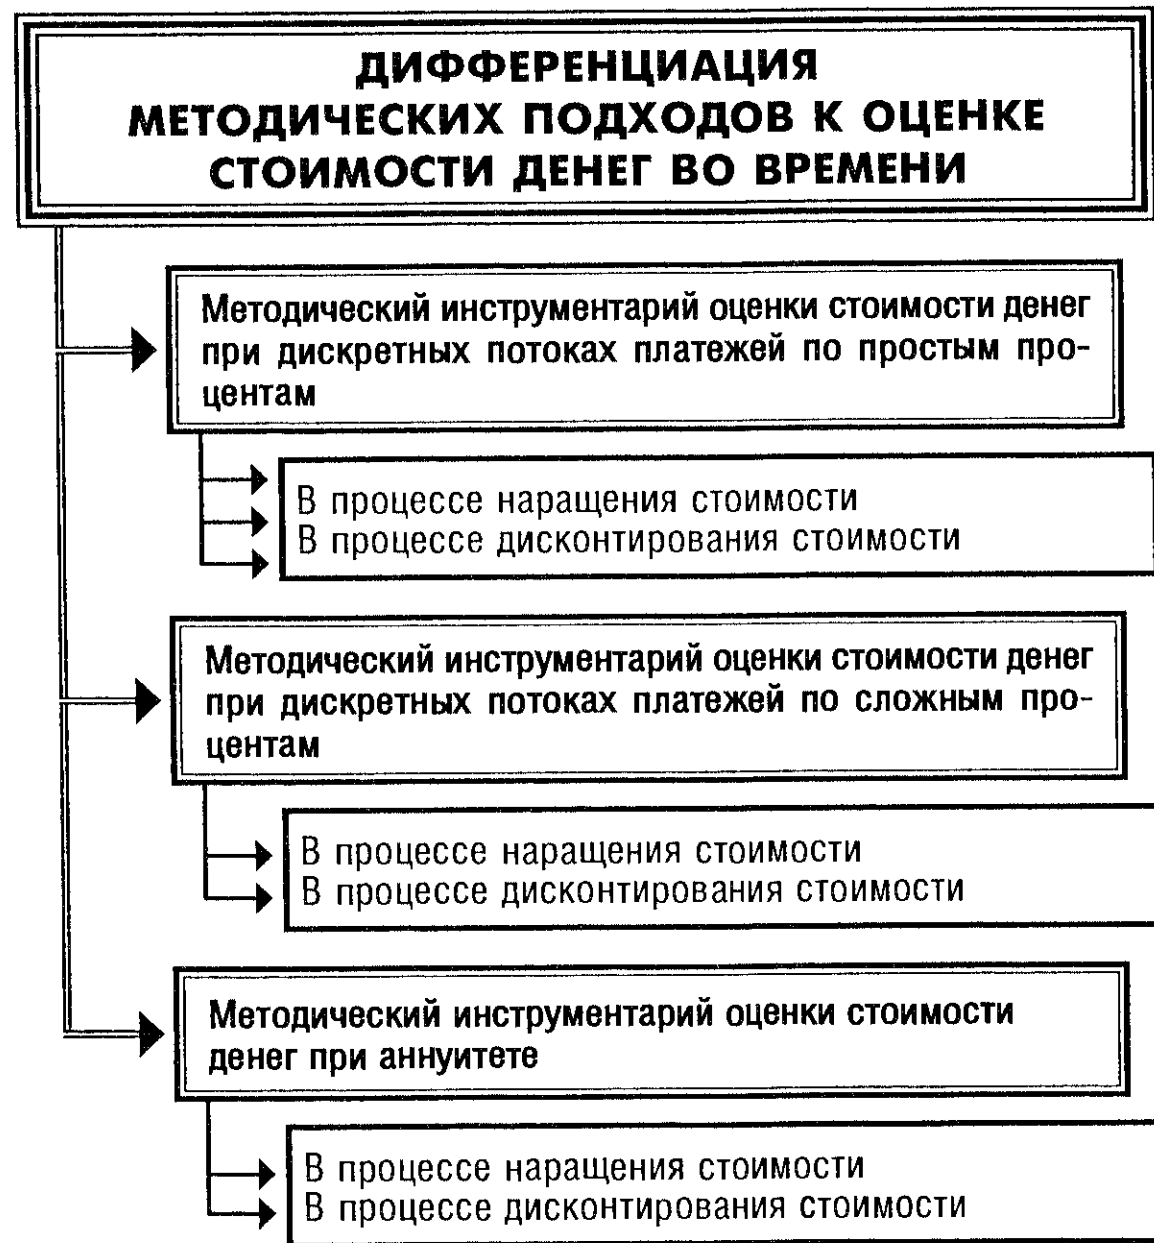 ДИФФЕРЕНЦИАЦИЯ
МЕТОДИЧЕСКИХ ПОДХОДОВ К ОЦЕНКЕ
СТОИМОСТИ ДЕНЕГ ВО ВРЕМЕНИ
Методический инструментарий оценки стоимости денег
при дискретных потоках платежей по простым про-
центам
В процессе наращения стоимости
В процессе дисконтирования стоимости
Методический инструментарий оценки стоимости денег
при дискретных потоках платежей по сложным про-
центам
В процессе наращения стоимости
В процессе дисконтирования стоимости
Методический инструментарий оценки стоимости
денег при аннуитете
В процессе наращения стоимости
В процессе дисконтирования стоимости